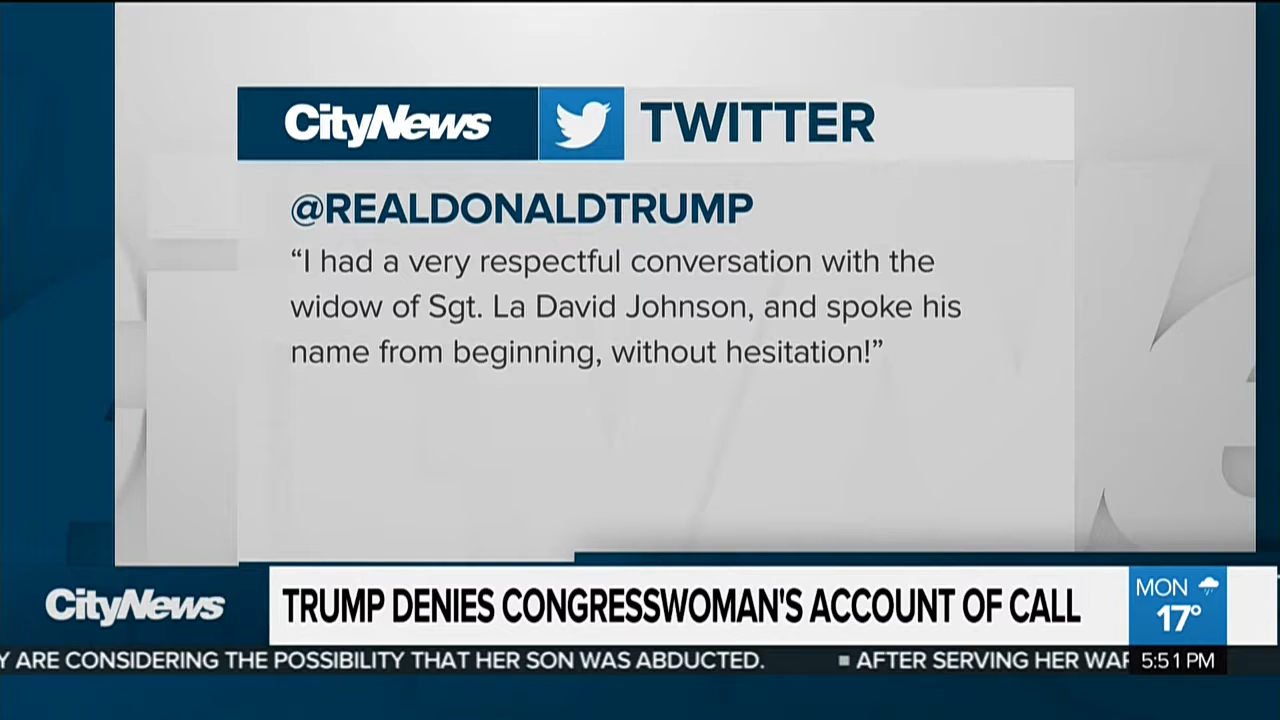 CityNews TWITTER
@REALDONALDTRUMP
“I had a very respectful conversation with the
widow of Sgt. La David Johnson, and spoke his
name from beginning, without hesitation!”
CityNews TRUMP DENIES CONGRESSWOMAN'S ACCOUNT OF CALL MON
17°
Y ARE CONSIDERING THE POSSIBILITY THAT HER SON WAS ABDUCTED. ■ AFTER SERVING HER 5:51 PM